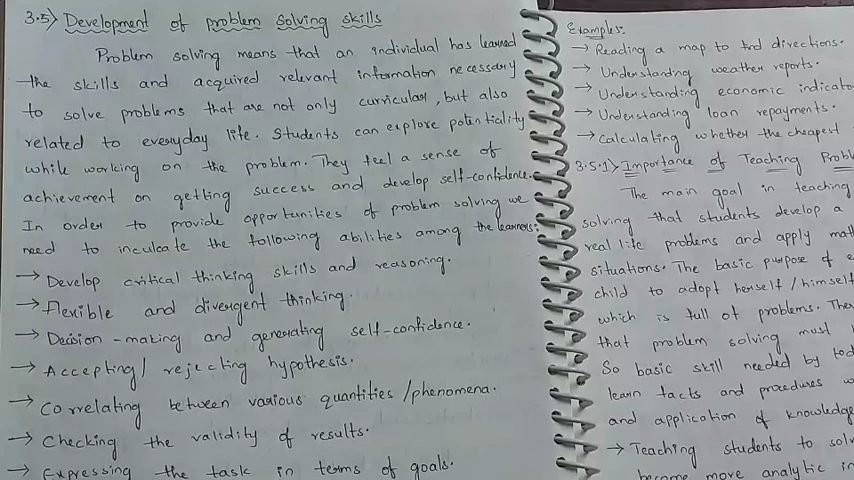 3.5) Development of problem solving skills
Problem solving means that an individual has learned
the skills and acquired relevant information necessary
to solve problems that are not only curricular, but also
related to everyday life. Students can explore potentiality
while working on the problem. They feel a sense of
achievement on getting success and develop self-confidence.
In order to provide opportunities of problem solving we
need to inculcate the following abilities among the learners:
→ Develop critical thinking skills and reasoning.
→ Flexible and divergent thinking.
→ Decision-making and generating self-confidence.
→ Accepting/ rejecting hypothesis.
→ Correlating between various quantities /phenomena.
→ Checking the validity of results.
→ Expressing the task in terms of goals.
Examples:
→ Reading a map to find directions.
→ Understanding weather reports.
→ Understanding economic indicato
→ Understanding loan repayments.
→ Calculating whether the cheapest
3.5.1) Importance of Teaching Probl
The main goal in teaching
solving that students develop a
real life problems and apply mat
situations. The basic purpose of e
child to adopt herself/himself
which is full of problems. Ther
that problem solving must
So basic skill needed by tod
learn facts and procedures w
and application of knowledge
→ Teaching students to solv
become more analytic in